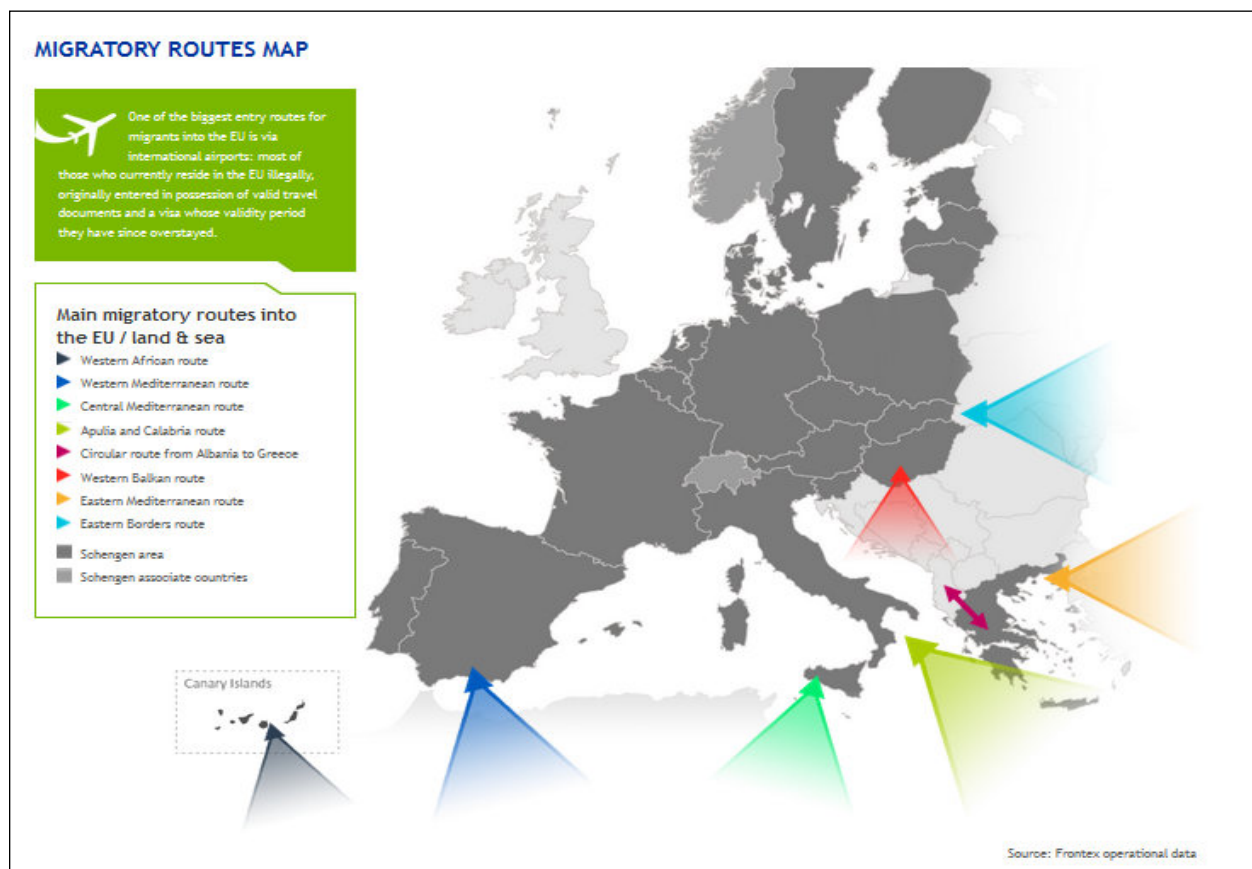 MIGRATORY ROUTES MAP
One of the biggest entry routes for
migrants into the EU is via
international airports: most of
those who currently reside in the EU illegally,
originally entered in possession of valid travel
documents and a visa whose validity period
they have since overstayed.
Main migratory routes into
the EU / land & sea
Western African route
Western Mediterranean route
Central Mediterranean route
Apulia and Calabria route
Circular route from Albania to Greece
Western Balkan route
Eastern Mediterranean route
Eastern Borders route
Schengen area
Schengen associate countries
Canary Islands
Source: Frontex operational data